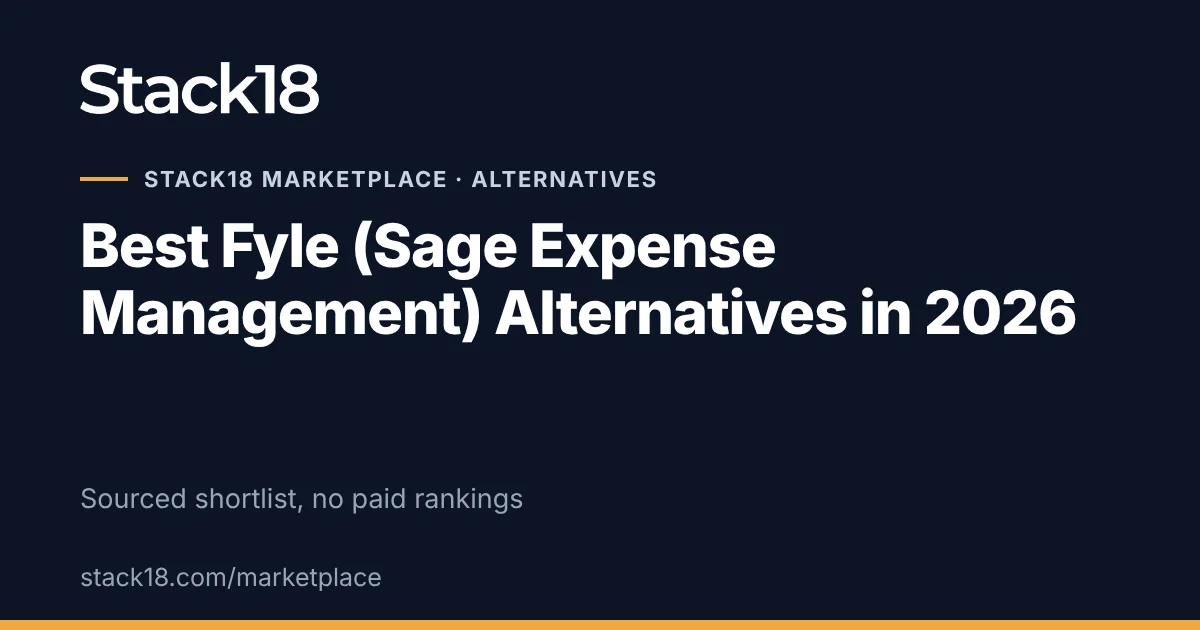 Stack18
STACK18 MARKETPLACE · ALTERNATIVES
Best Fyle (Sage Expense
Management) Alternatives in 2026
Sourced shortlist, no paid rankings
stack18.com/marketplace